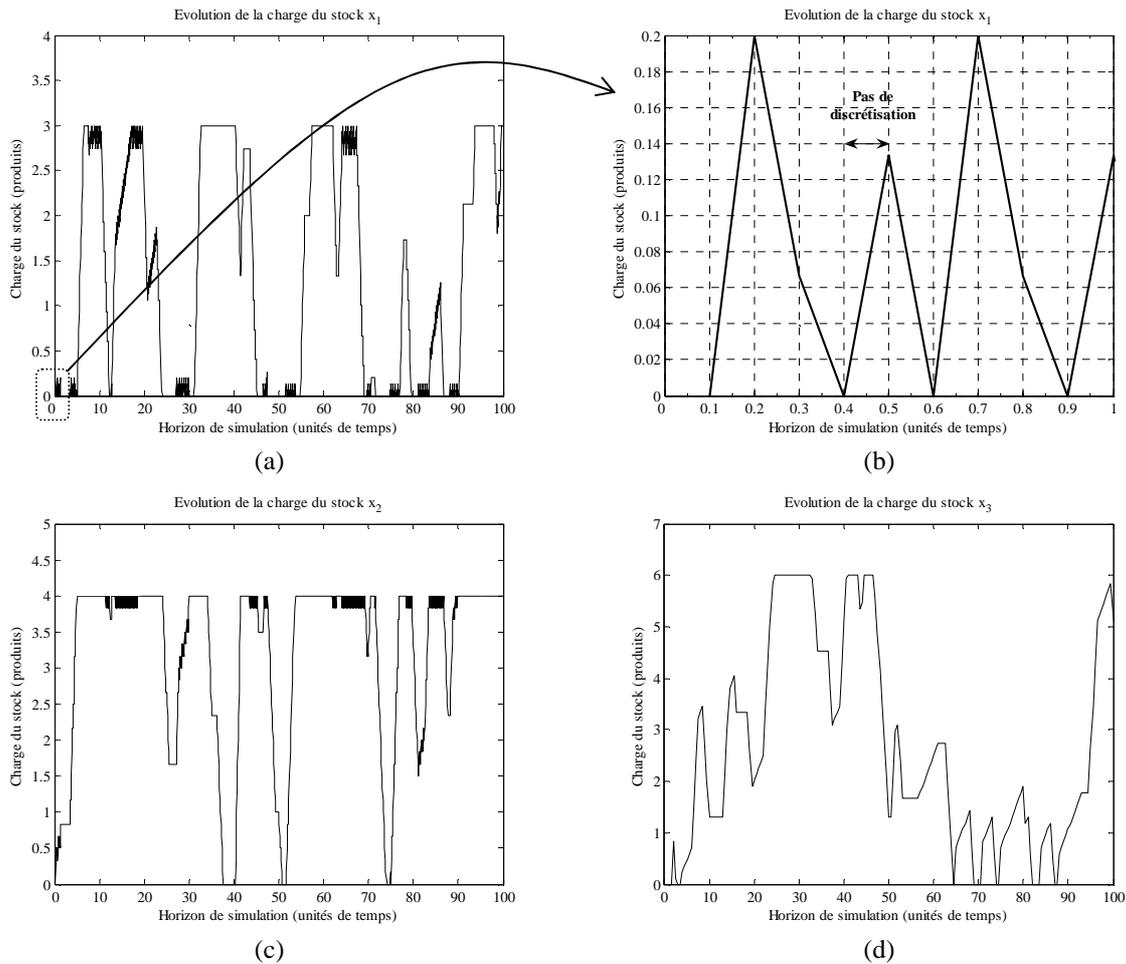 Evolution de la charge du stock x1
4
3.5
3
2.5
2
1.5
1
0.5
0
0 10 20 30 40 50 60 70 80 90 100
Charge du stock (produits)
Horizon de simulation (unités de temps)
(a)
Evolution de la charge du stock x1
0.2
0.18
0.16
0.14
0.12
0.1
0.08
0.06
0.04
0.02
0
0 0.1 0.2 0.3 0.4 0.5 0.6 0.7 0.8 0.9 1
Pas de
discrétisation
Charge du stock (produits)
Horizon de simulation (unités de temps)
(b)
Evolution de la charge du stock x2
5
4.5
4
3.5
3
2.5
2
1.5
1
0.5
0
0 10 20 30 40 50 60 70 80 90 100
Charge du stock (produits)
Horizon de simulation (unités de temps)
(c)
Evolution de la charge du stock x3
7
6
5
4
3
2
1
0
0 10 20 30 40 50 60 70 80 90 100
Charge du stock (produits)
Horizon de simulation (unités de temps)
(d)